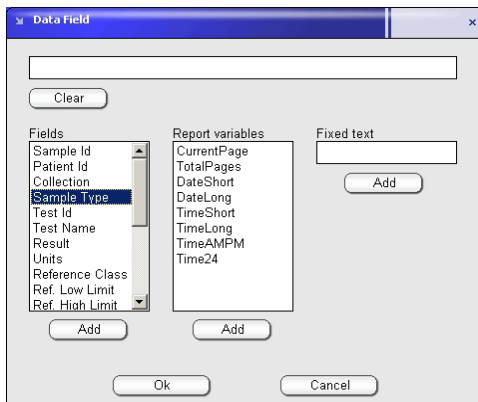 Data Field
Clear
Fields
Sample Id
Patient Id
Collection
Sample Type
Test Id
Test Name
Result
Units
Reference Class
Ref. Low Limit
Ref. High Limit
Add
Report variables
CurrentPage
TotalPages
DateShort
DateLong
TimeShort
TimeLong
TimeAMPM
Time24
Add
Fixed text
Add
Ok
Cancel